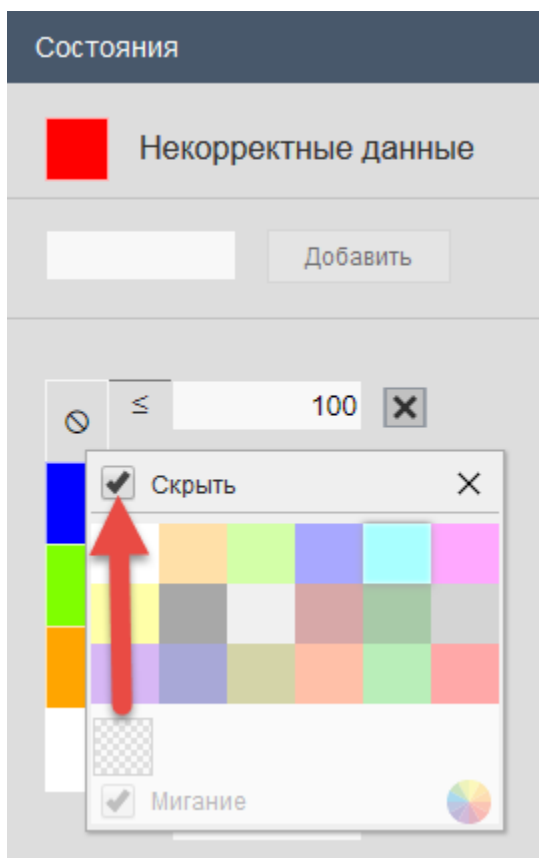 Состояния
Некорректные данные
Добавить
≤ 100
Скрыть
Мигание